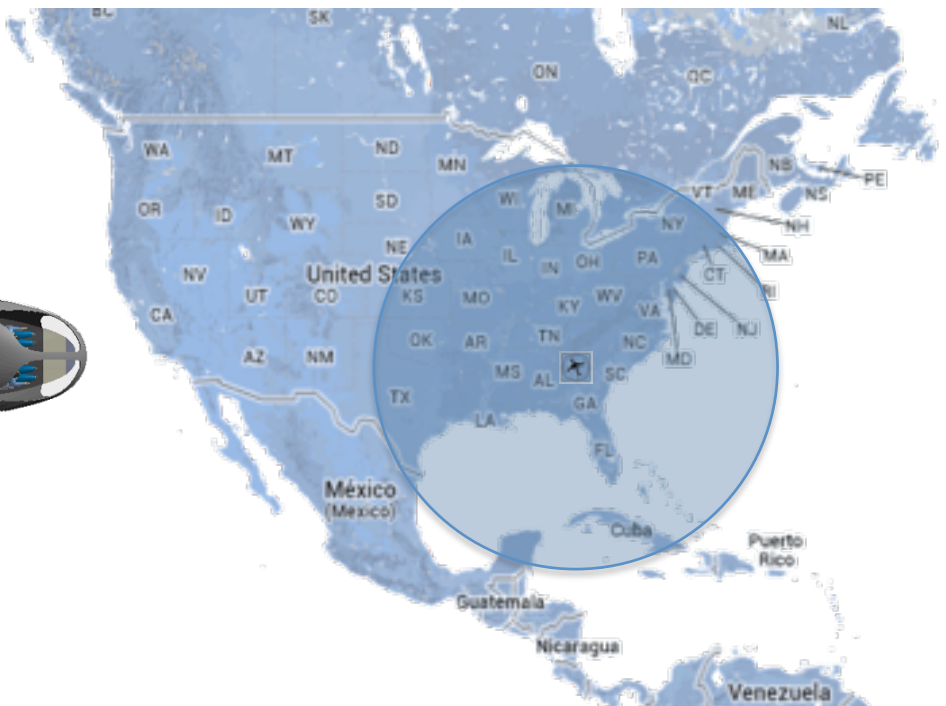 BC
SK
NL
ON
QC
WA
MT
ND
MN
NB
PE
OR
ID
SD
WI
MI
VT
ME
NS
WY
NY
NH
NE
IA
IL
IN
OH
PA
MA
NV
United States
CT
UT
CO
KS
MO
KY
WV
VA
RI
CA
DE
NJ
OK
AR
TN
NC
MD
AZ
NM
MS
AL
SC
TX
GA
LA
FL
México
(Mexico)
Cuba
Puerto
Rico
Guatemala
Nicaragua
Venezuela